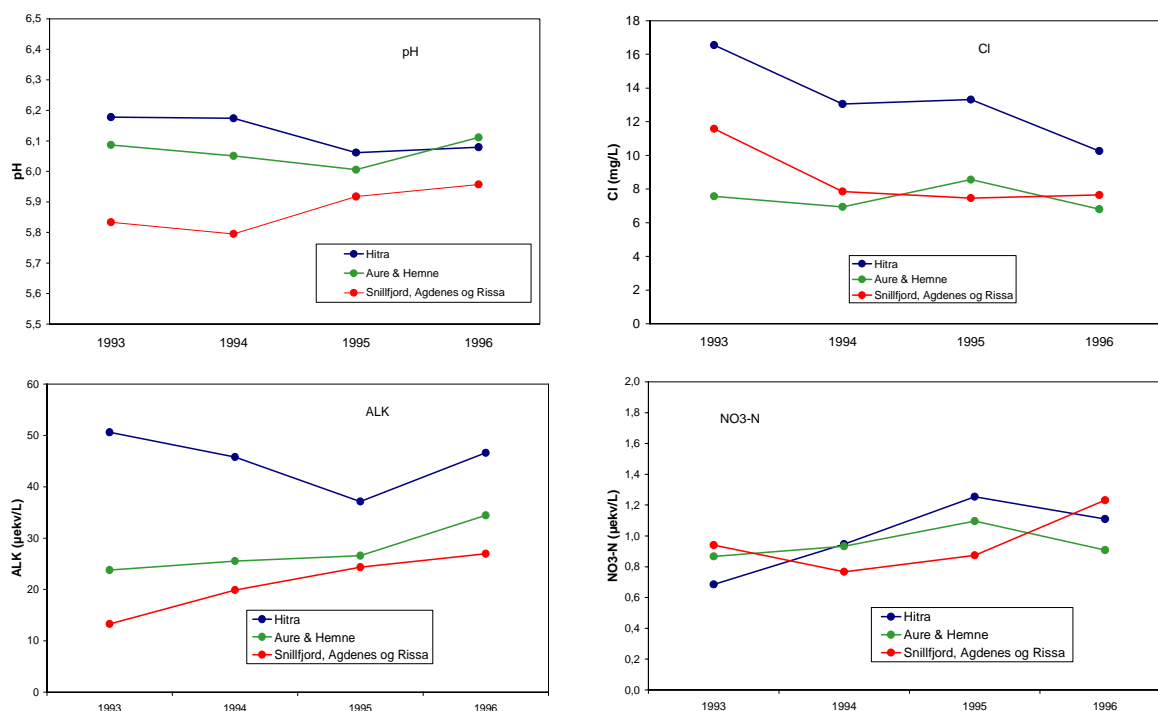 pH
pH
6,5
6,4
6,3
6,2
6,1
6,0
5,9
5,8
5,7
5,6
5,5
1993
1994
1995
1996
Hitra
Aure & Hemne
Snillfjord, Agdenes og Rissa
Cl
Cl (mg/L)
18
16
14
12
10
8
6
4
2
0
1993
1994
1995
1996
Hitra
Aure & Hemne
Snillfjord, Agdenes og Rissa
ALK
ALK (µekv/L)
60
50
40
30
20
10
0
1993
1994
1995
1996
Hitra
Aure & Hemne
Snillfjord, Agdenes og Rissa
NO3-N
NO3-N (µekv/L)
2,0
1,8
1,6
1,4
1,2
1,0
0,8
0,6
0,4
0,2
0,0
1993
1994
1995
1996
Hitra
Aure & Hemne
Snillfjord, Agdenes og Rissa